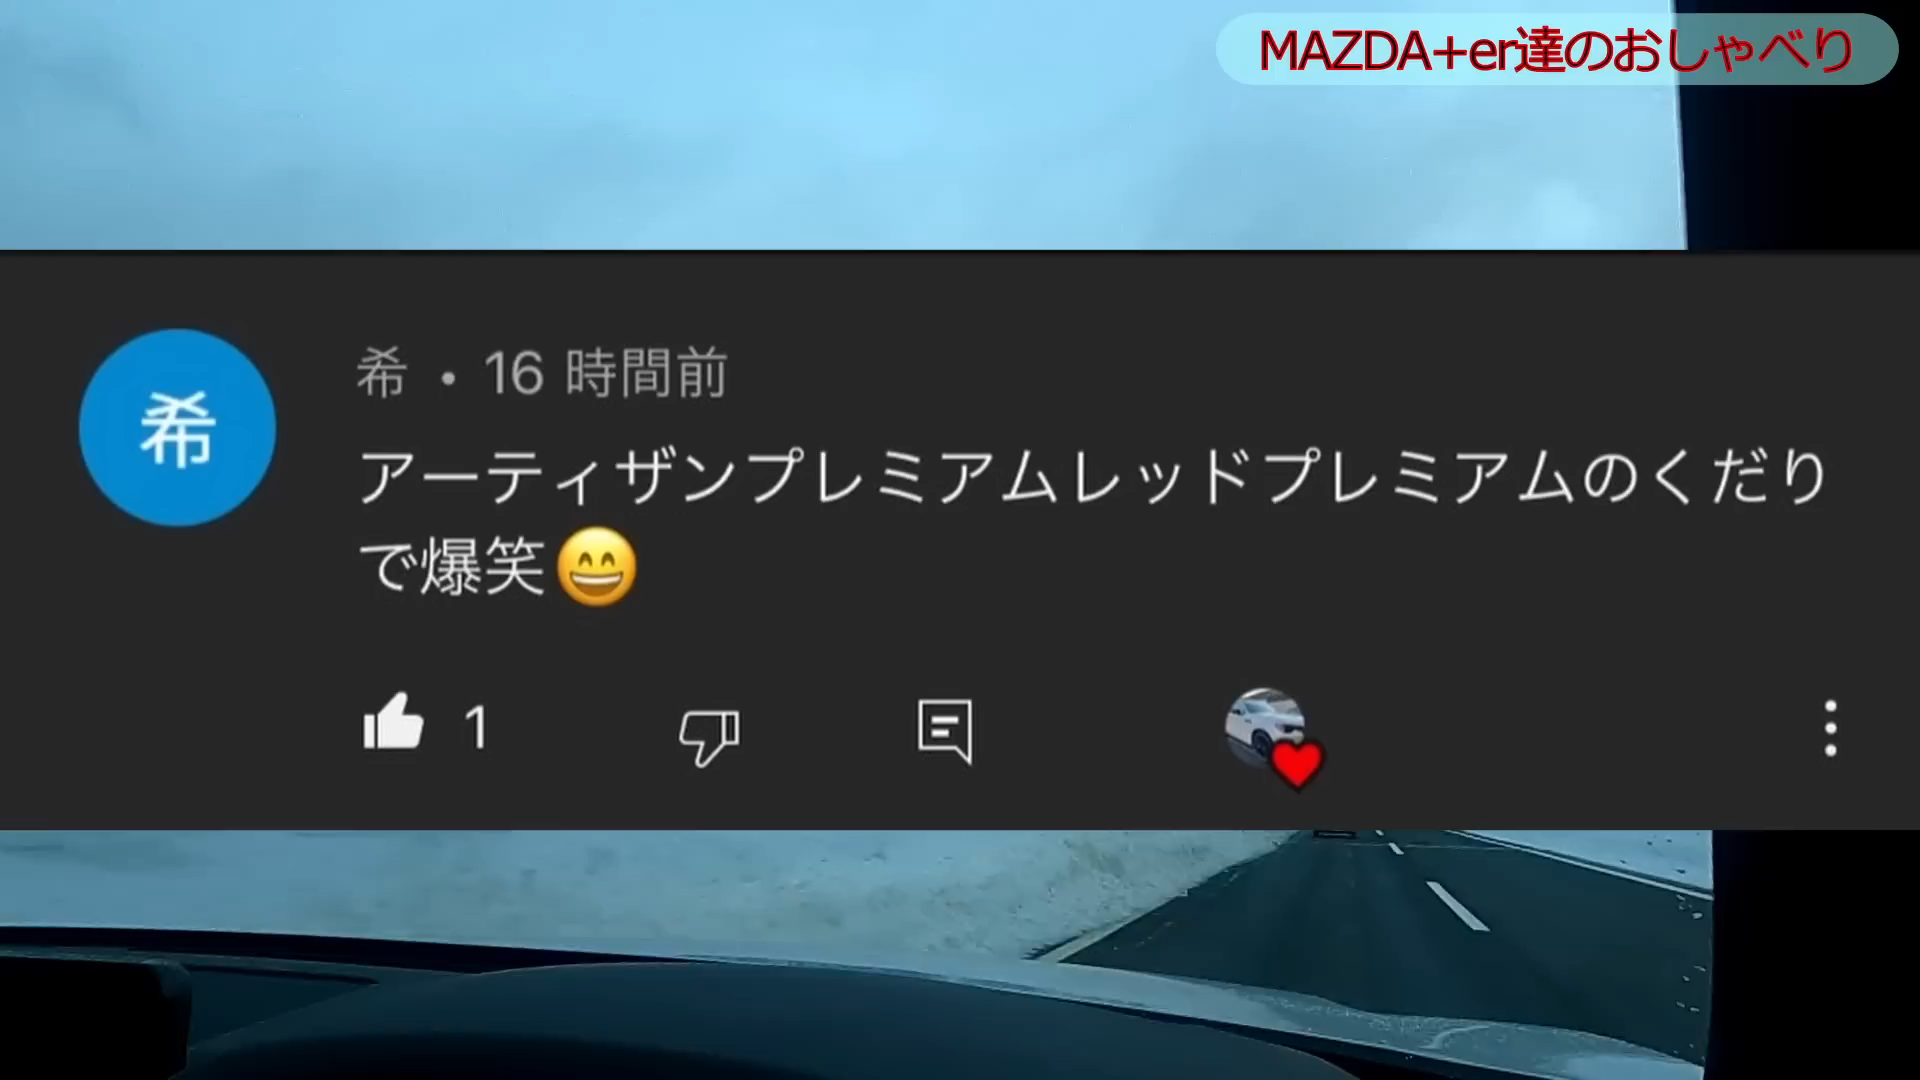 MAZDA+er達のおしゃべり
希
希 • 16 時間前
アーティザンプレミアムレッドプレミアムのくだり
で爆笑😄
1